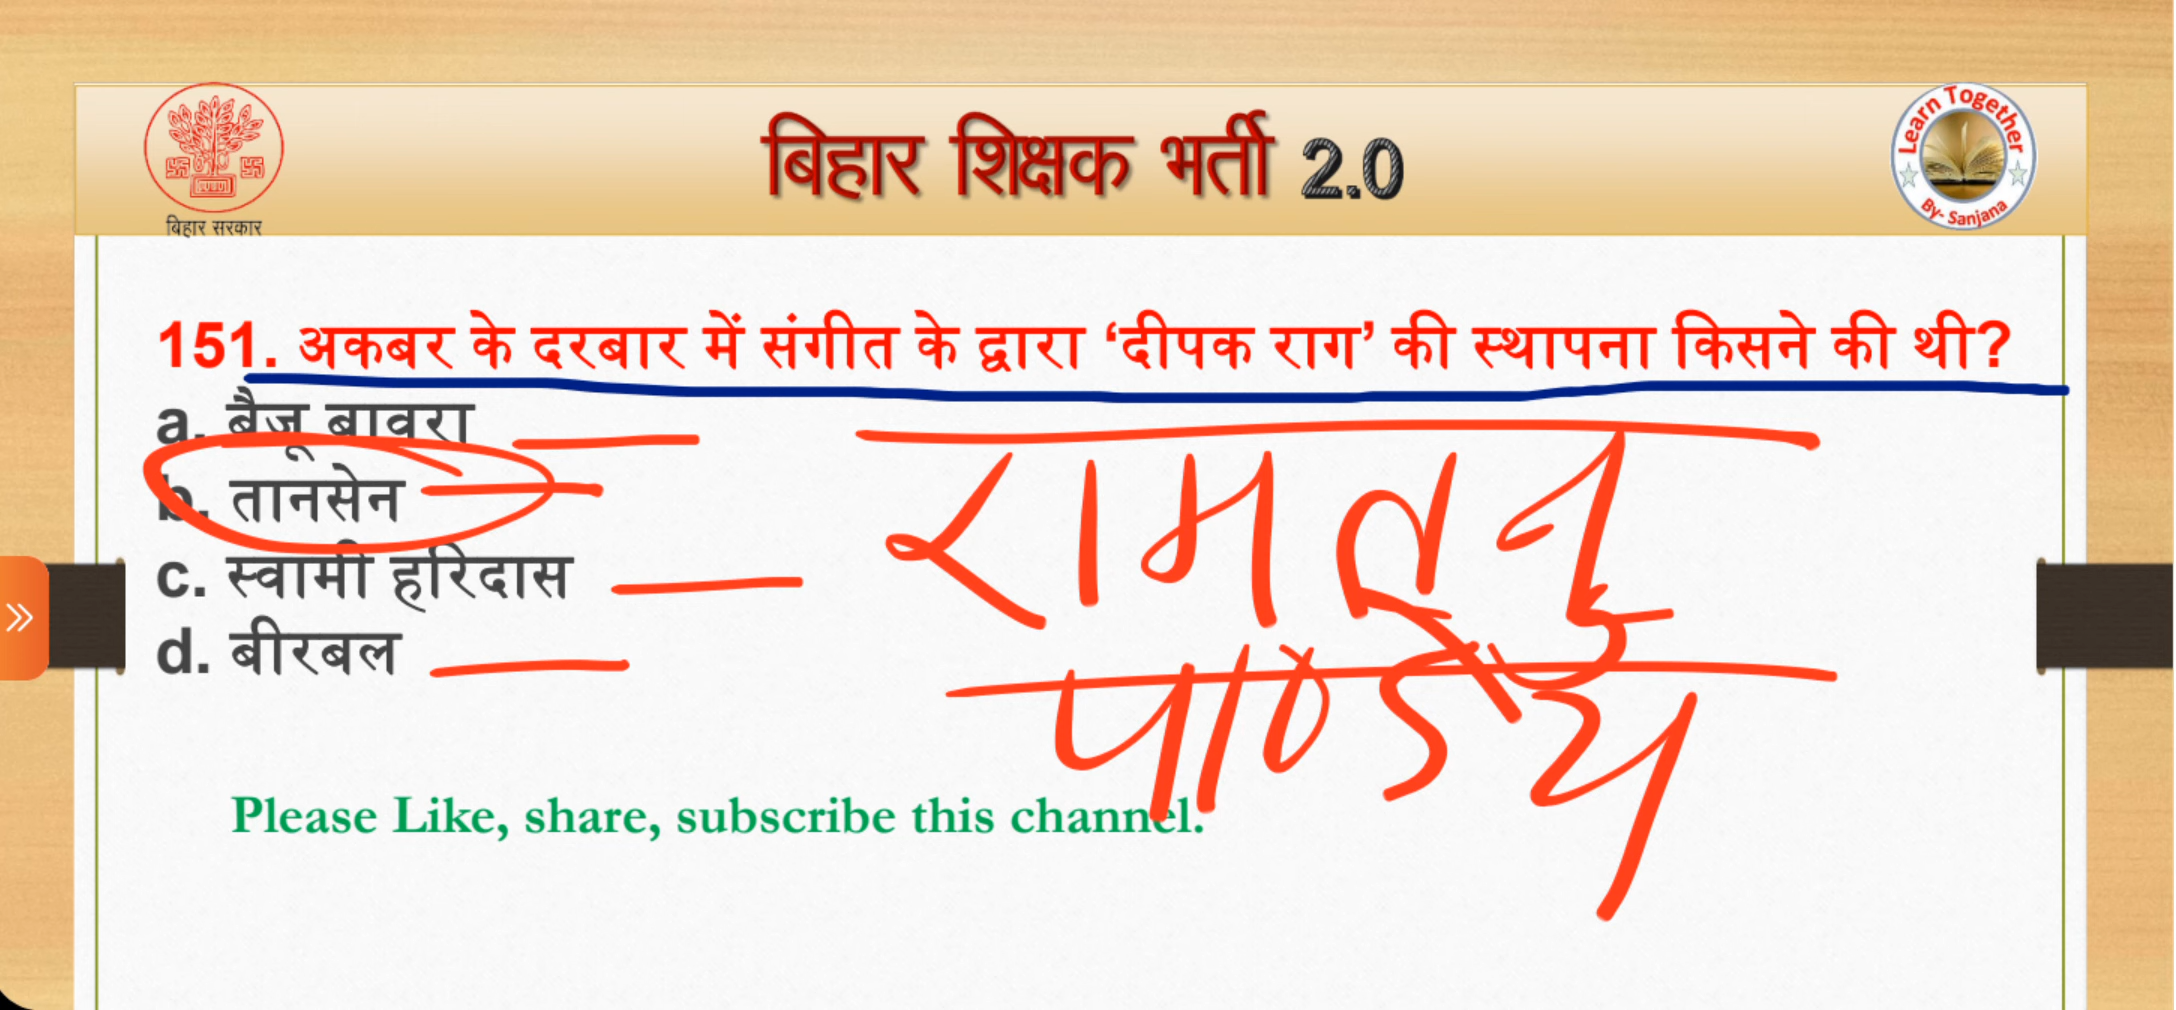 बिहार सरकार
बिहार शिक्षक भर्ती 2.0
Learn Together
By- Sanjana
151. अकबर के दरबार में संगीत के द्वारा ‘दीपक राग’ की स्थापना किसने की थी?
a. बैजू बावरा
b. तानसेन
c. स्वामी हरिदास
d. बीरबल
रामतनु
पाण्डेय
Please Like, share, subscribe this channel.